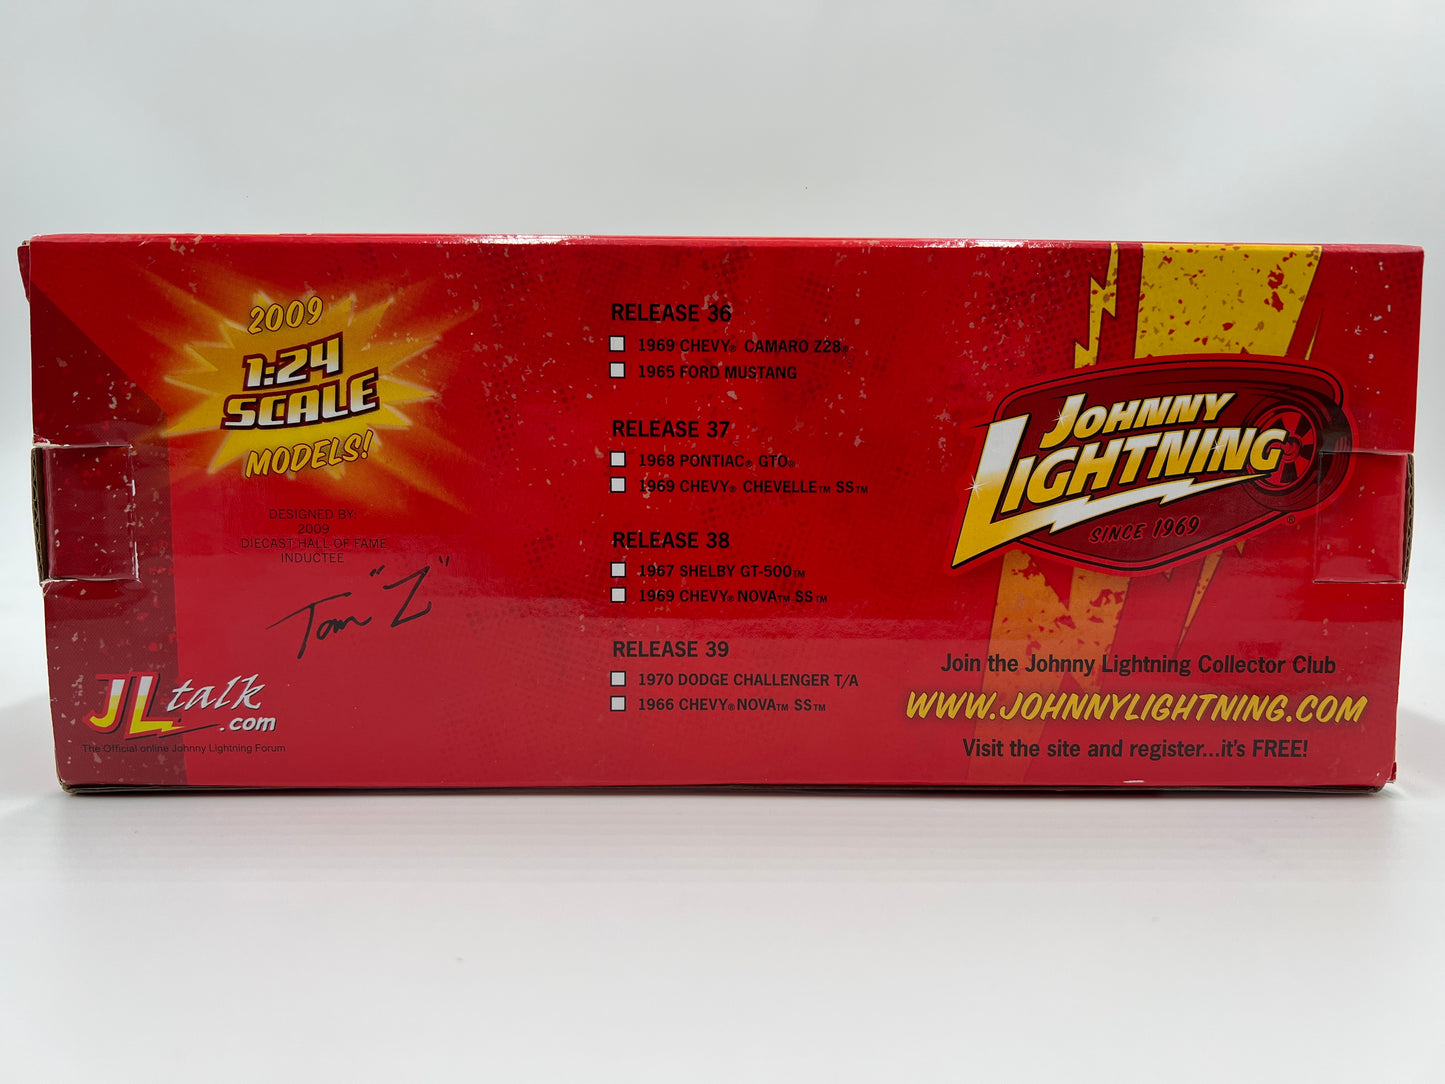 2009
1:24
SCALE
MODELS!
DESIGNED BY:
2009
DIECAST HALL OF FAME
INDUCTEE
Tom "Z"
JL talk
.com
The Official online Johnny Lightning Forum
RELEASE 36
1969 CHEVY® CAMARO Z28®
1965 FORD MUSTANG
RELEASE 37
1968 PONTIAC® GTO®
1969 CHEVY® CHEVELLE™ SS™
RELEASE 38
1967 SHELBY GT-500™
1969 CHEVY® NOVA™ SS™
RELEASE 39
1970 DODGE CHALLENGER T/A
1966 CHEVY® NOVA™ SS™
JOHNNY
LIGHTNING
SINCE 1969
®
Join the Johnny Lightning Collector Club
WWW.JOHNNYLIGHTNING.COM
Visit the site and register...it's FREE!